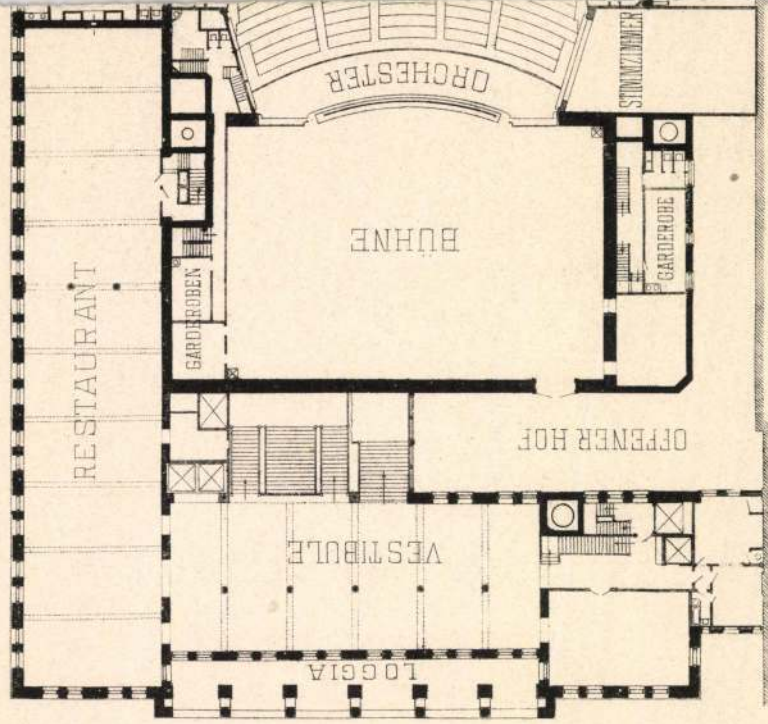 STIMMZIMMER
ORCHESTER
BÜHNE
GARDEROBE
GARDEROBEN
RESTAURANT
OFFENER HOF
VESTIBULE
LOGGIA